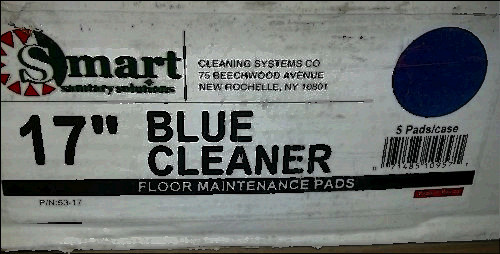 Smart
sanitary solutions
CLEANING SYSTEMS CO
75 BEECHWOOD AVENUE
NEW ROCHELLE, NY 10801
17" BLUE CLEANER
5 Pads/case
FLOOR MAINTENANCE PADS
P/N:53-17